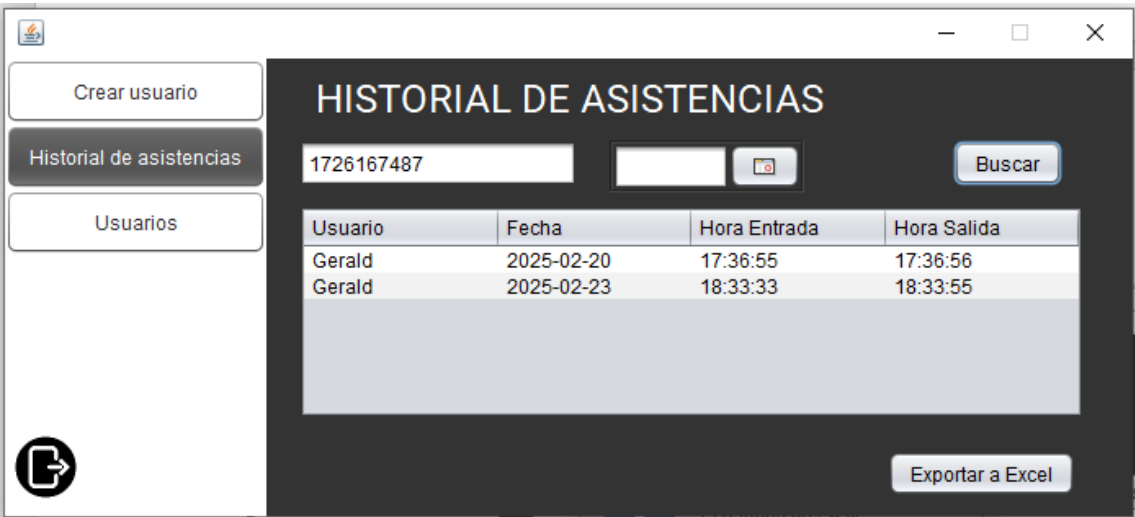 Crear usuario
Historial de asistencias
Usuarios
HISTORIAL DE ASISTENCIAS
1726167487
Buscar
Usuario Fecha Hora Entrada Hora Salida
Gerald 2025-02-20 17:36:55 17:36:56
Gerald 2025-02-23 18:33:33 18:33:55
Exportar a Excel